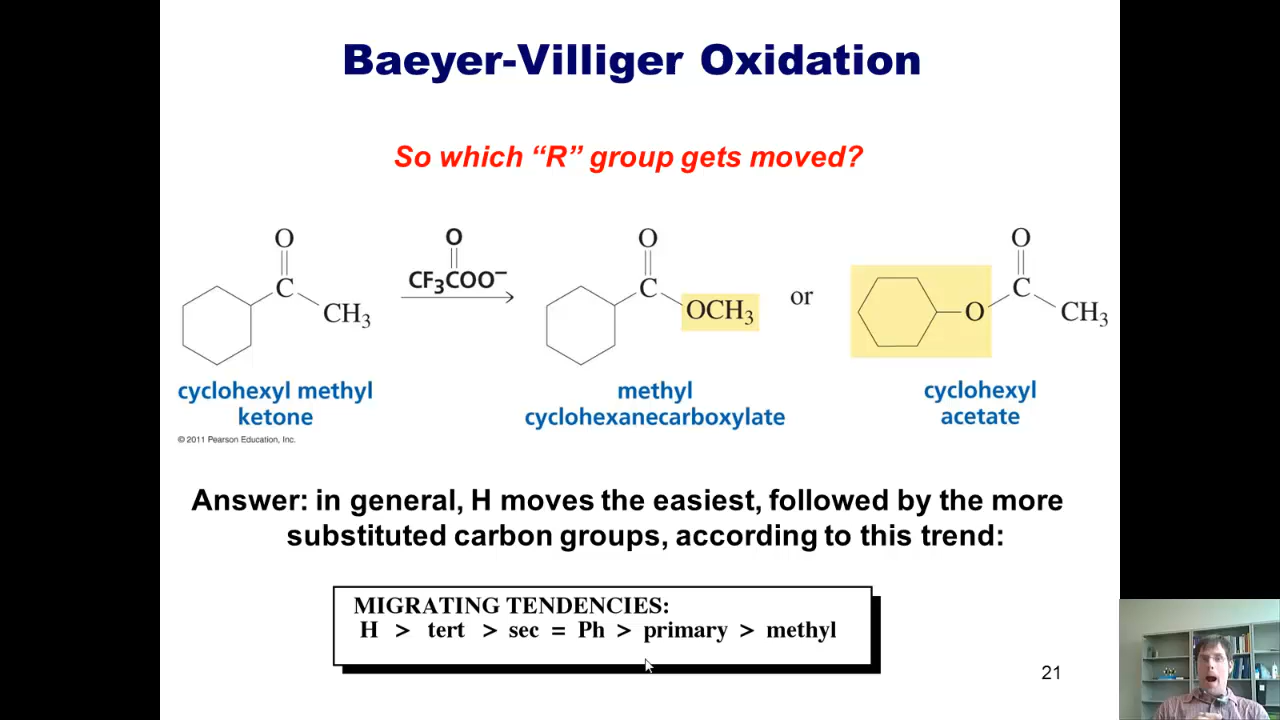 Baeyer-Villiger Oxidation
So which “R” group gets moved?
O O O O
CF₃COO⁻
C CH₃ C OCH₃ or O C CH₃
cyclohexyl methyl
ketone
methyl
cyclohexanecarboxylate
cyclohexyl
acetate
© 2011 Pearson Education, Inc.
Answer: in general, H moves the easiest, followed by the more
substituted carbon groups, according to this trend:
MIGRATING TENDENCIES:
H > tert > sec = Ph > primary > methyl
21